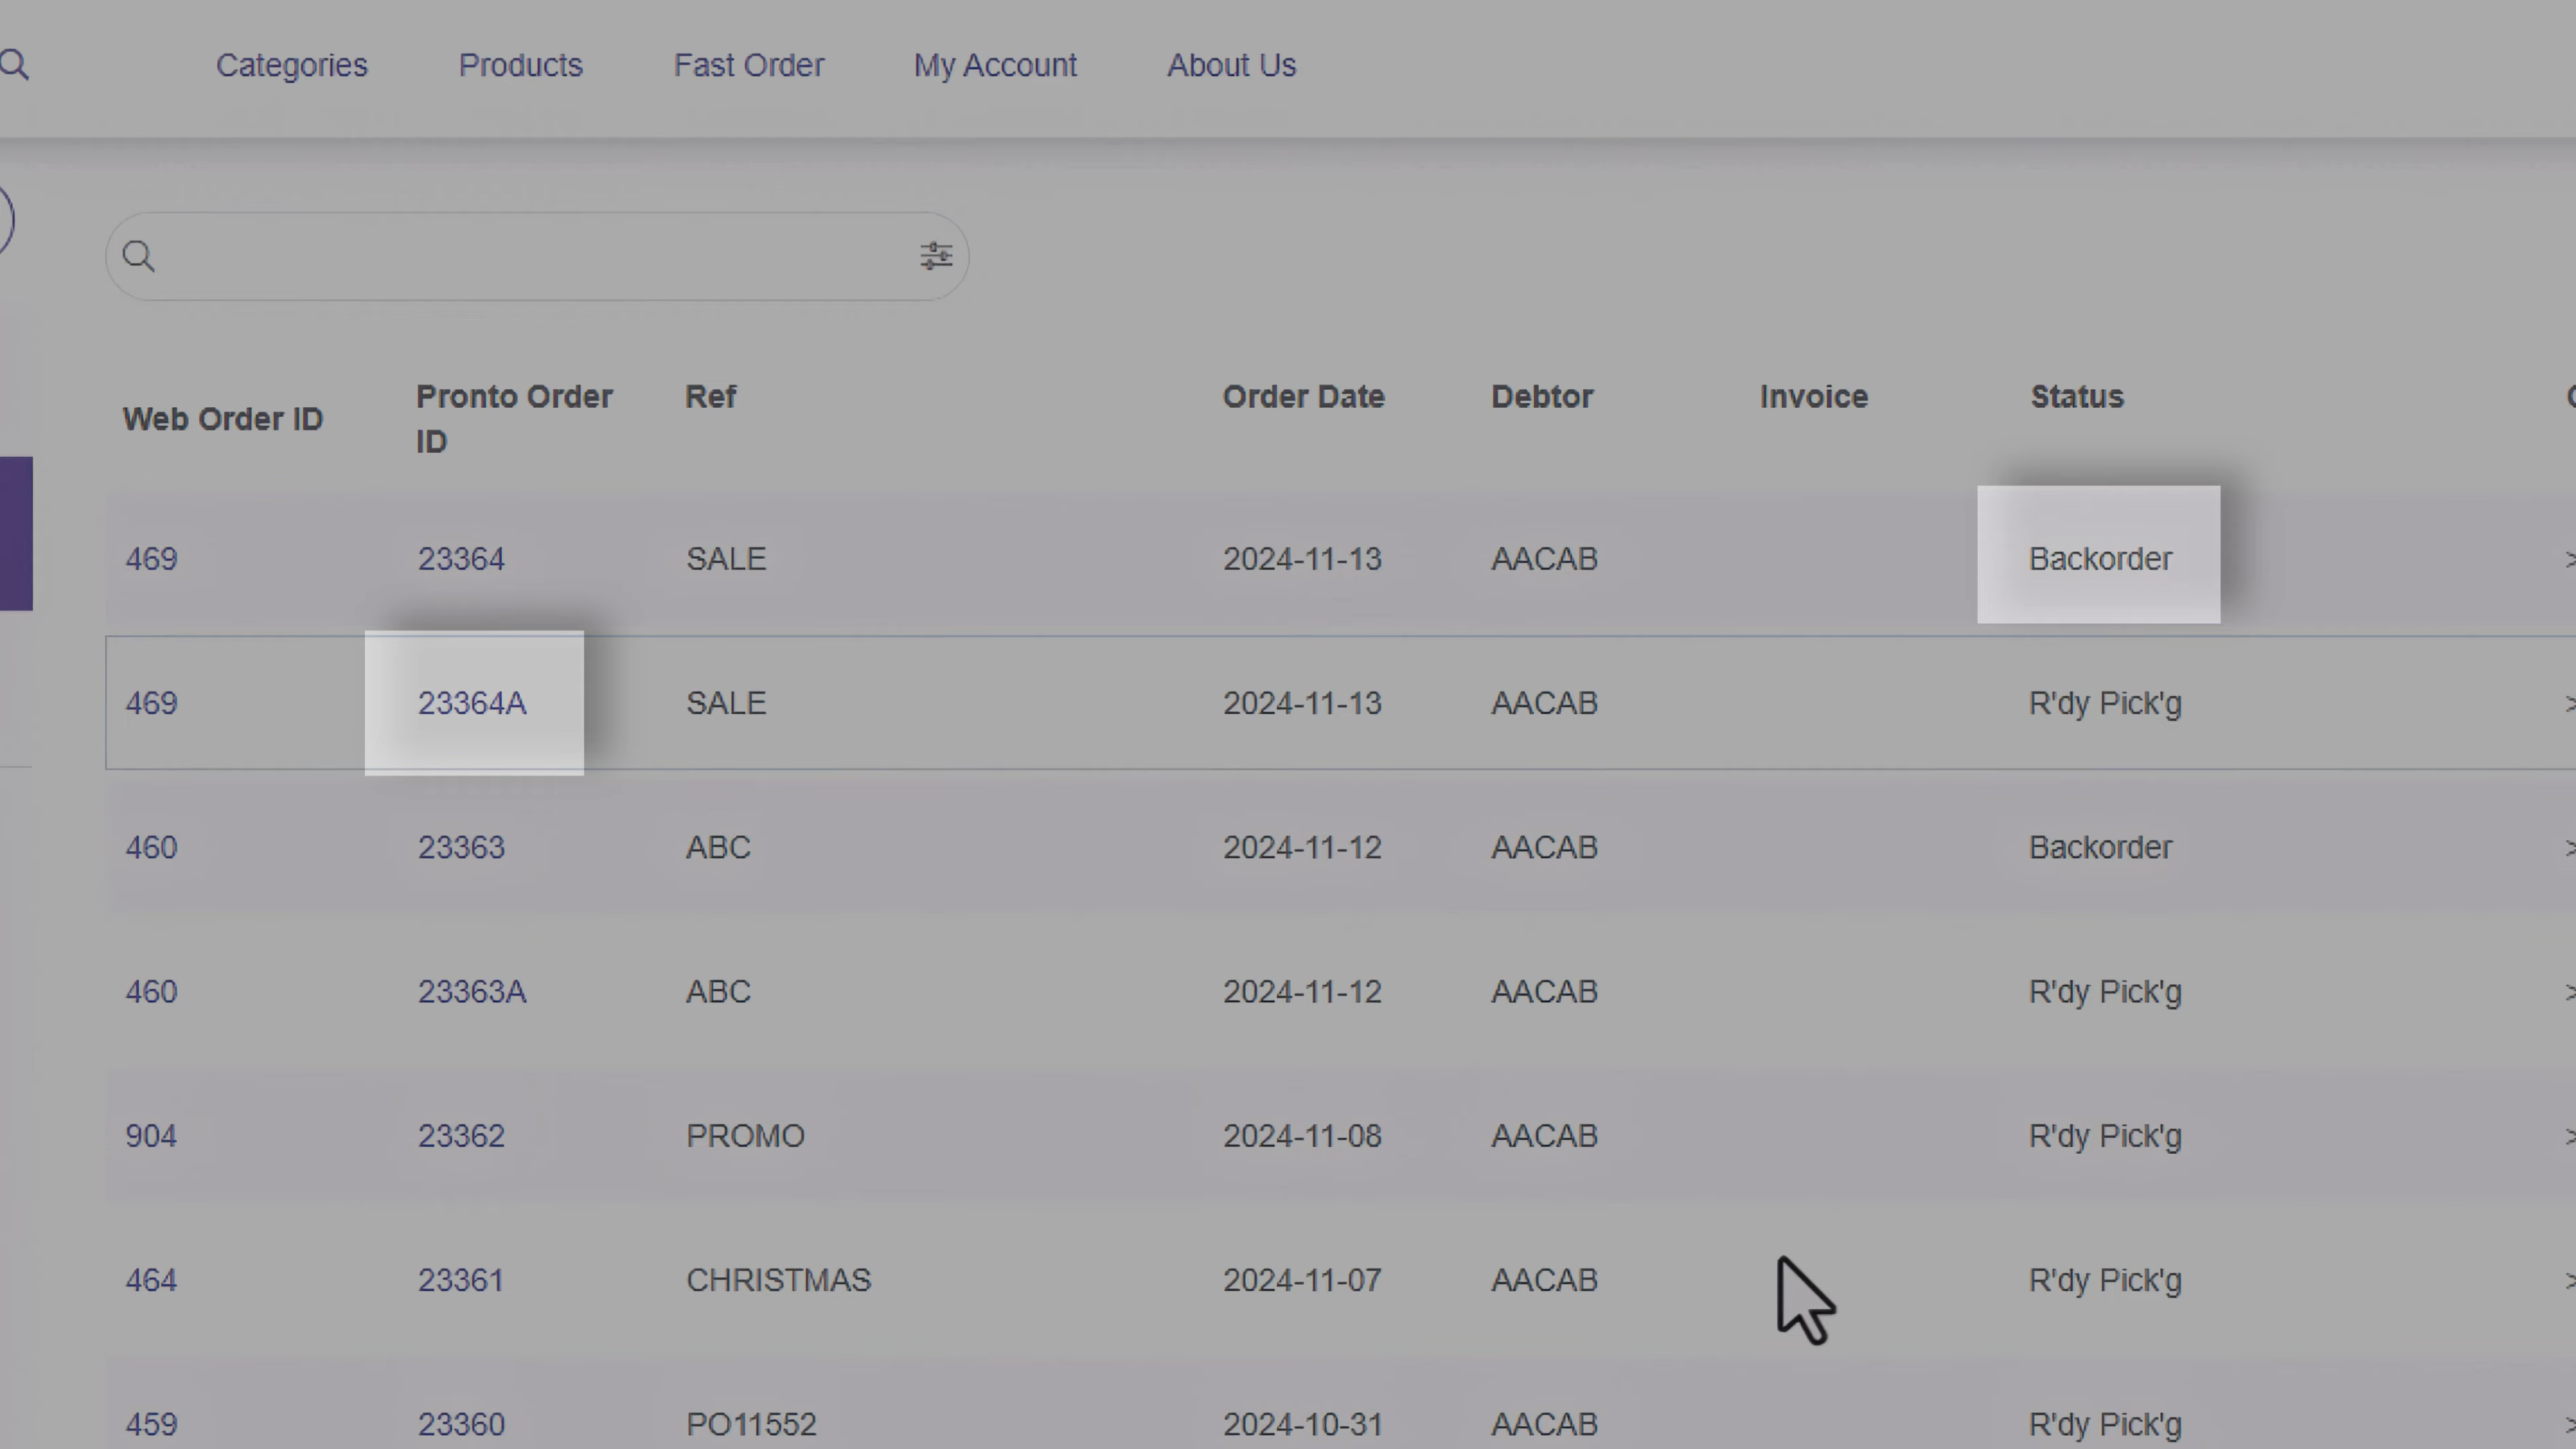 Categories Products Fast Order My Account About Us
Web Order ID Pronto Order ID Ref Order Date Debtor Invoice Status
469 23364 SALE 2024-11-13 AACAB Backorder >
469 23364A SALE 2024-11-13 AACAB R'dy Pick'g >
460 23363 ABC 2024-11-12 AACAB Backorder >
460 23363A ABC 2024-11-12 AACAB R'dy Pick'g >
904 23362 PROMO 2024-11-08 AACAB R'dy Pick'g >
464 23361 CHRISTMAS 2024-11-07 AACAB R'dy Pick'g >
459 23360 PO11552 2024-10-31 AACAB R'dy Pick'g >